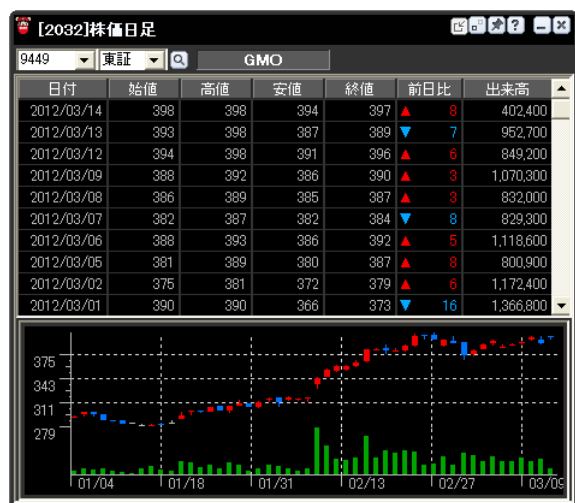 [2032]株価日足
9449 東証 GMO
日付 始値 高値 安値 終値 前日比 出来高
2012/03/14 398 398 394 397 ▲ 8 402,400
2012/03/13 393 398 387 389 ▼ 7 952,700
2012/03/12 394 398 391 396 ▲ 6 849,200
2012/03/09 388 392 386 390 ▲ 3 1,070,300
2012/03/08 386 389 385 387 ▲ 3 832,000
2012/03/07 382 387 382 384 ▼ 8 829,300
2012/03/06 388 393 386 392 ▲ 5 1,118,600
2012/03/05 381 389 380 387 ▲ 8 800,900
2012/03/02 375 381 372 379 ▲ 6 1,172,400
2012/03/01 390 390 366 373 ▼ 16 1,366,800
375
343
311
279
01/04 01/18 01/31 02/13 02/27 03/09